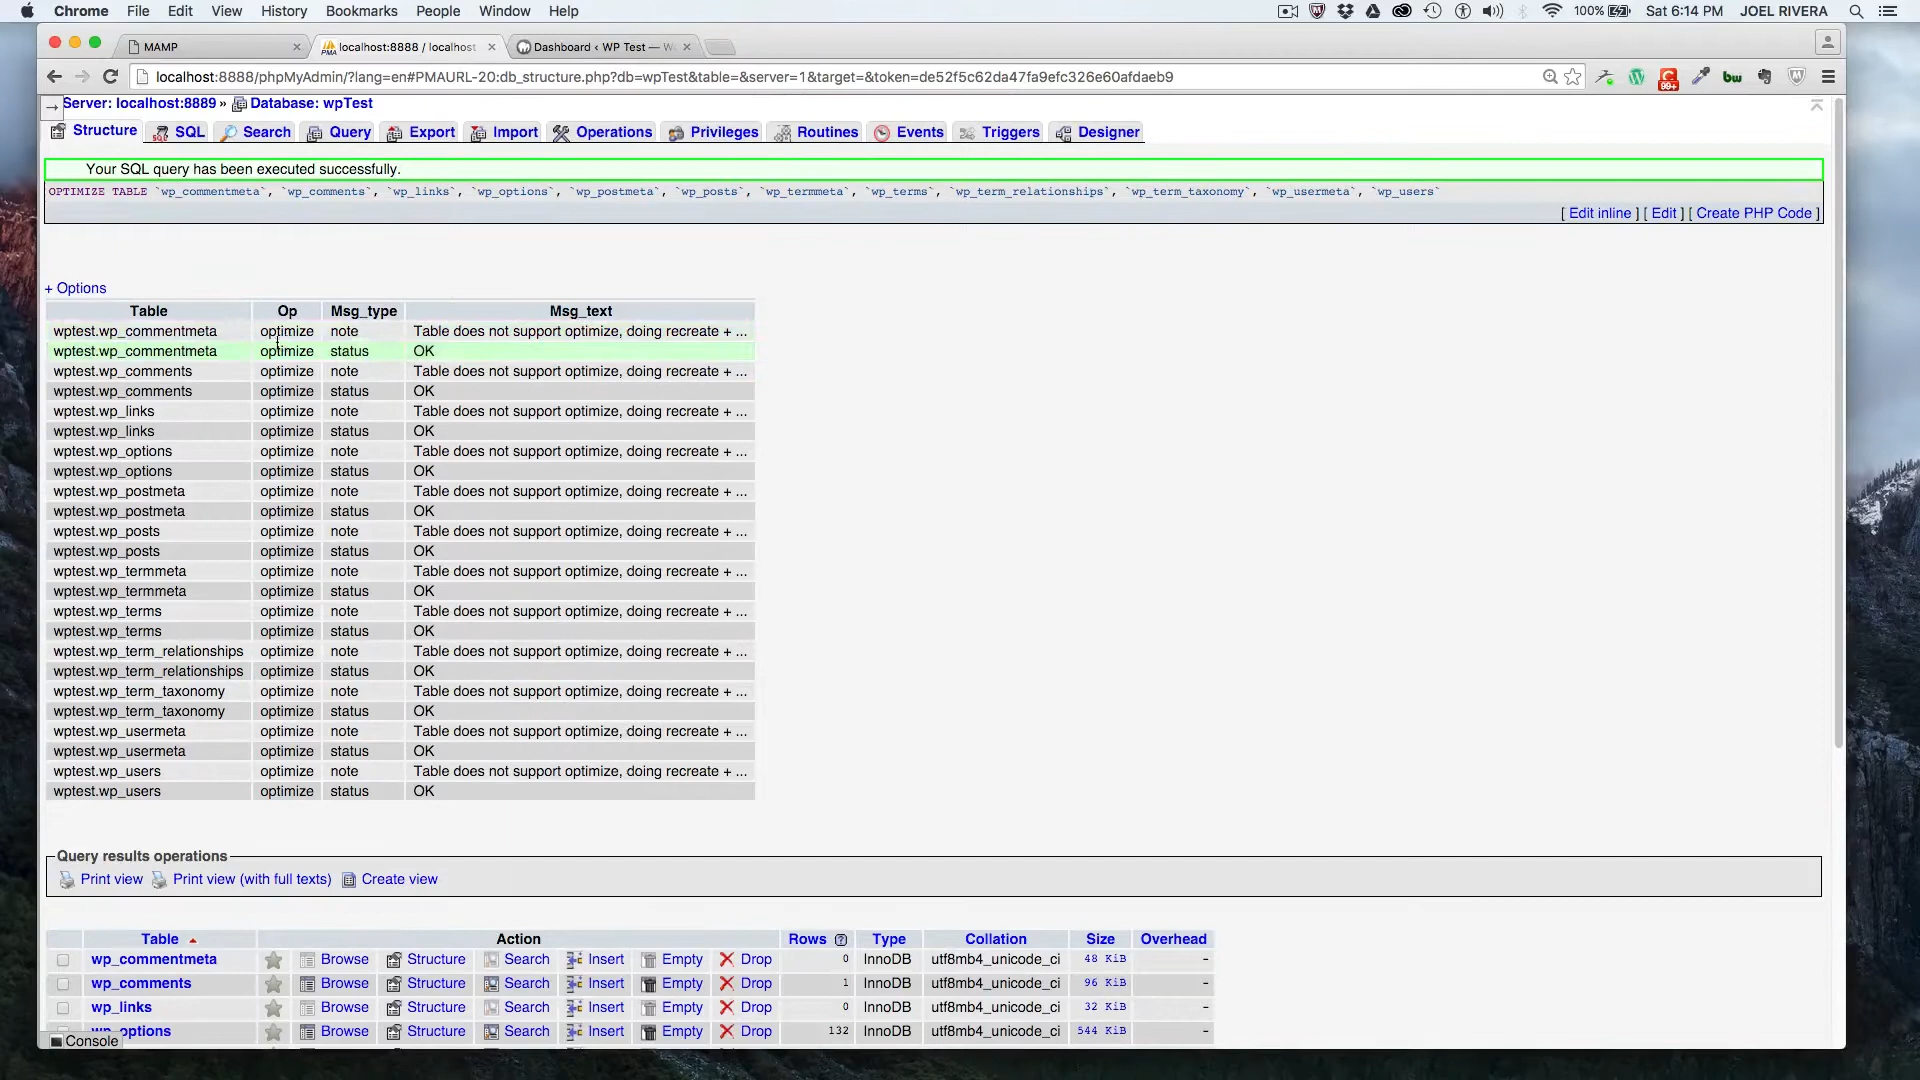 Chrome File Edit View History Bookmarks People Window Help 100% Sat 6:14 PM JOEL RIVERA
MAMP localhost:8888 / localhost Dashboard ‹ WP Test — W
localhost:8888/phpMyAdmin/?lang=en#PMAURL-20:db_structure.php?db=wpTest&table=&server=1&target=&token=de52f5c62da47fa9efc326e60afdaeb9 99+ bw
Server: localhost:8889 » Database: wpTest
Structure SQL Search Query Export Import Operations Privileges Routines Events Triggers Designer
Your SQL query has been executed successfully.
OPTIMIZE TABLE `wp_commentmeta`, `wp_comments`, `wp_links`, `wp_options`, `wp_postmeta`, `wp_posts`, `wp_termmeta`, `wp_terms`, `wp_term_relationships`, `wp_term_taxonomy`, `wp_usermeta`, `wp_users`
[ Edit inline ] [ Edit ] [ Create PHP Code ]
+ Options
Table Op Msg_type Msg_text
wptest.wp_commentmeta optimize note Table does not support optimize, doing recreate + ...
wptest.wp_commentmeta optimize status OK
wptest.wp_comments optimize note Table does not support optimize, doing recreate + ...
wptest.wp_comments optimize status OK
wptest.wp_links optimize note Table does not support optimize, doing recreate + ...
wptest.wp_links optimize status OK
wptest.wp_options optimize note Table does not support optimize, doing recreate + ...
wptest.wp_options optimize status OK
wptest.wp_postmeta optimize note Table does not support optimize, doing recreate + ...
wptest.wp_postmeta optimize status OK
wptest.wp_posts optimize note Table does not support optimize, doing recreate + ...
wptest.wp_posts optimize status OK
wptest.wp_termmeta optimize note Table does not support optimize, doing recreate + ...
wptest.wp_termmeta optimize status OK
wptest.wp_terms optimize note Table does not support optimize, doing recreate + ...
wptest.wp_terms optimize status OK
wptest.wp_term_relationships optimize note Table does not support optimize, doing recreate + ...
wptest.wp_term_relationships optimize status OK
wptest.wp_term_taxonomy optimize note Table does not support optimize, doing recreate + ...
wptest.wp_term_taxonomy optimize status OK
wptest.wp_usermeta optimize note Table does not support optimize, doing recreate + ...
wptest.wp_usermeta optimize status OK
wptest.wp_users optimize note Table does not support optimize, doing recreate + ...
wptest.wp_users optimize status OK
Query results operations
Print view Print view (with full texts) Create view
Table Action Rows Type Collation Size Overhead
wp_commentmeta Browse Structure Search Insert Empty Drop 0 InnoDB utf8mb4_unicode_ci 48 KiB -
wp_comments Browse Structure Search Insert Empty Drop 1 InnoDB utf8mb4_unicode_ci 96 KiB -
wp_links Browse Structure Search Insert Empty Drop 0 InnoDB utf8mb4_unicode_ci 32 KiB -
wp_options Browse Structure Search Insert Empty Drop 132 InnoDB utf8mb4_unicode_ci 544 KiB -
Console